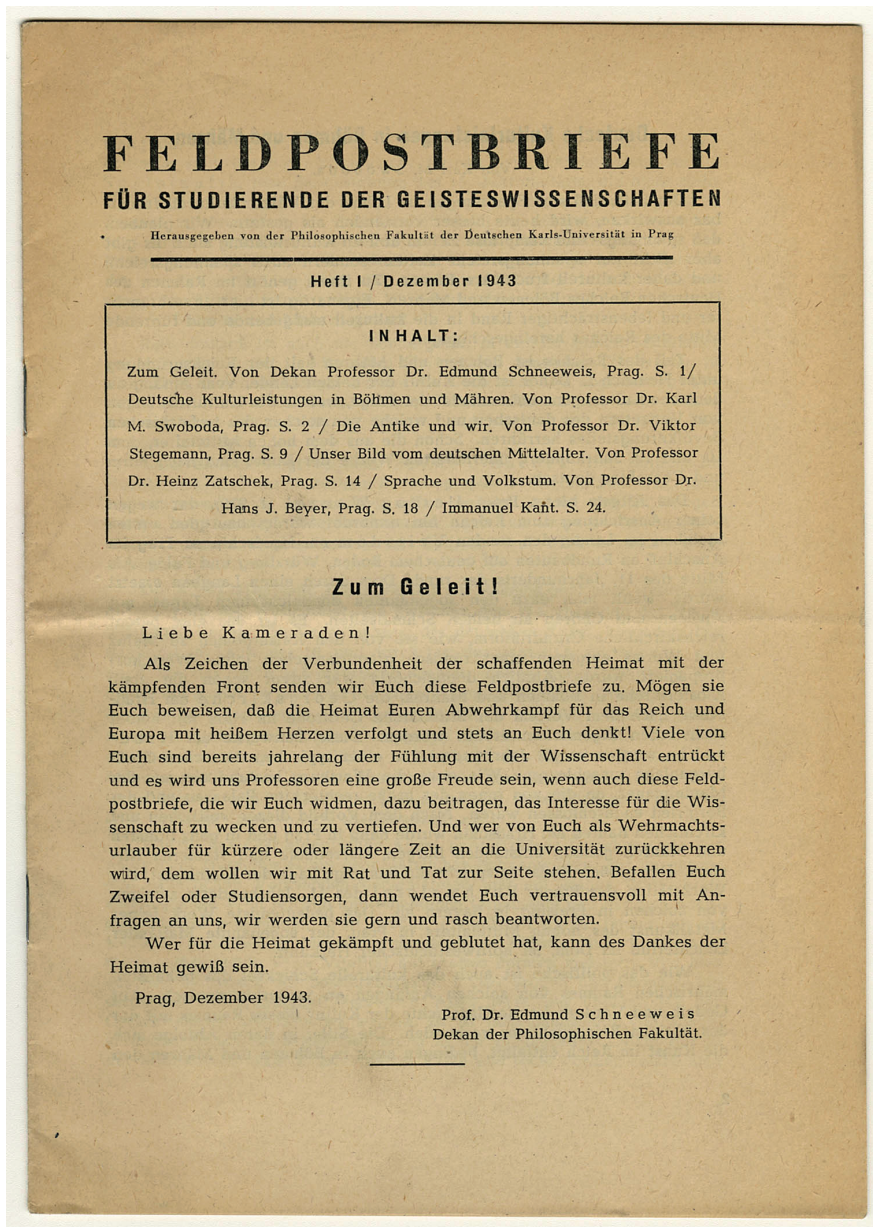 FELDPOSTBRIEFE
FÜR STUDIERENDE DER GEISTESWISSENSCHAFTEN
Herausgegeben von der Philosophischen Fakultät der Deutschen Karls-Universität in Prag
Heft I / Dezember 1943
INHALT:
Zum Geleit. Von Dekan Professor Dr. Edmund Schneeweis, Prag. S. 1/
Deutsche Kulturleistungen in Böhmen und Mähren. Von Professor Dr. Karl
M. Swoboda, Prag. S. 2 / Die Antike und wir. Von Professor Dr. Viktor
Stegemann, Prag. S. 9 / Unser Bild vom deutschen Mittelalter. Von Professor
Dr. Heinz Zatschek, Prag. S. 14 / Sprache und Volkstum. Von Professor Dr.
Hans J. Beyer, Prag. S. 18 / Immanuel Kant. S. 24.
Zum Geleit!
Liebe Kameraden!
Als Zeichen der Verbundenheit der schaffenden Heimat mit der
kämpfenden Front senden wir Euch diese Feldpostbriefe zu. Mögen sie
Euch beweisen, daß die Heimat Euren Abwehrkampf für das Reich und
Europa mit heißem Herzen verfolgt und stets an Euch denkt! Viele von
Euch sind bereits jahrelang der Fühlung mit der Wissenschaft entrückt
und es wird uns Professoren eine große Freude sein, wenn auch diese Feld-
postbriefe, die wir Euch widmen, dazu beitragen, das Interesse für die Wis-
senschaft zu wecken und zu vertiefen. Und wer von Euch als Wehrmachts-
urlauber für kürzere oder längere Zeit an die Universität zurückkehren
wird, dem wollen wir mit Rat und Tat zur Seite stehen. Befallen Euch
Zweifel oder Studiensorgen, dann wendet Euch vertrauensvoll mit An-
fragen an uns, wir werden sie gern und rasch beantworten.
Wer für die Heimat gekämpft und geblutet hat, kann des Dankes der
Heimat gewiß sein.
Prag, Dezember 1943.
Prof. Dr. Edmund Schneeweis
Dekan der Philosophischen Fakultät.